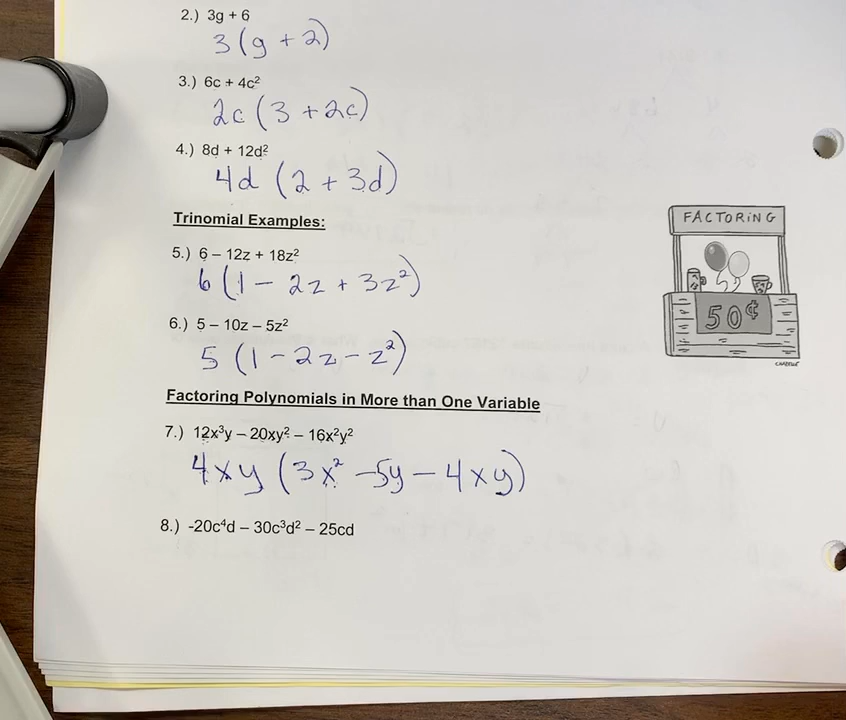 2.) 3g + 6
3 (g + 2)
3.) 6c + 4c²
2c (3 + 2c)
4.) 8d + 12d²
4d (2 + 3d)
Trinomial Examples:
5.) 6 – 12z + 18z²
6 (1 – 2z + 3z²)
6.) 5 – 10z – 5z²
5 (1 – 2z – z²)
Factoring Polynomials in More than One Variable
7.) 12x³y – 20xy² – 16x²y²
4xy (3x² – 5y – 4xy)
8.) -20c⁴d – 30c³d² – 25cd
FACTORING
50¢